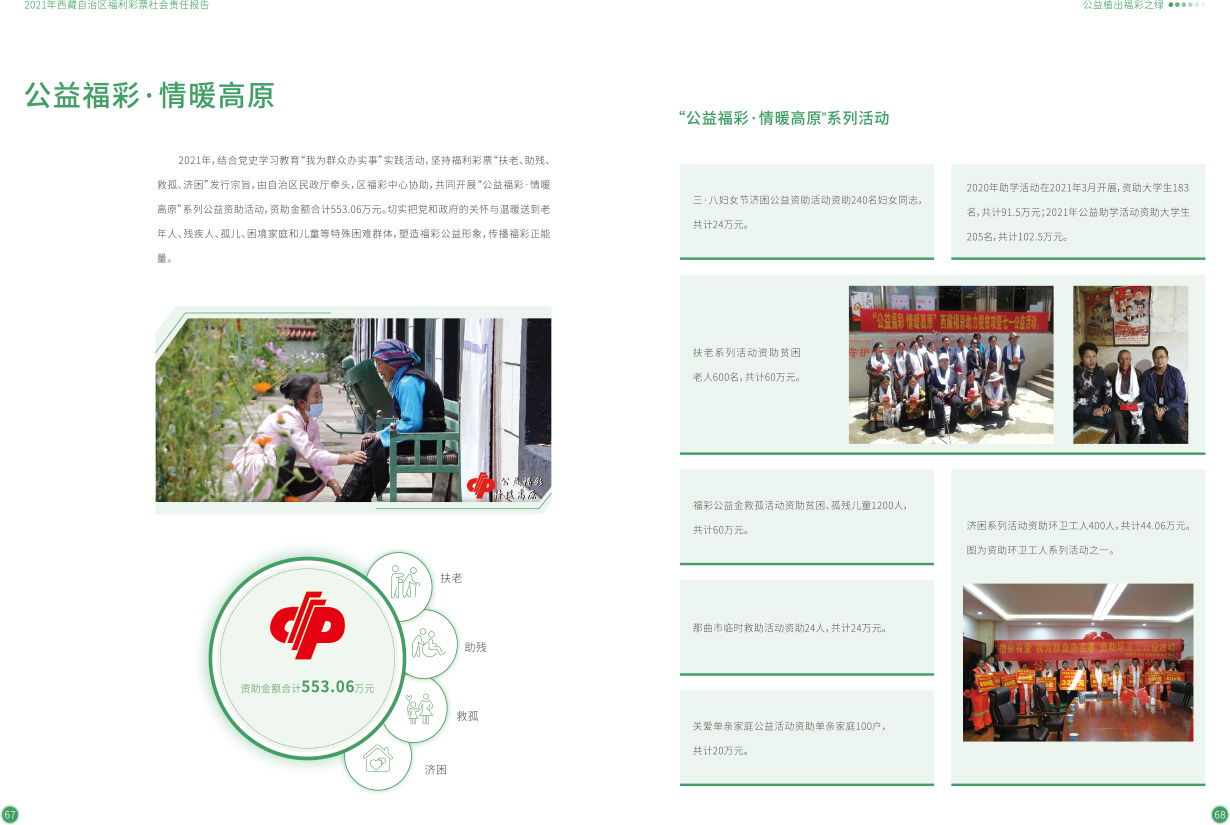 2021年西藏自治区福利彩票社会责任报告
公益植出福彩之绿
公益福彩·情暖高原
2021年，结合党史学习教育“我为群众办实事”实践活动，坚持福利彩票“扶老、助残、
救孤、济困”发行宗旨，由自治区民政厅牵头，区福彩中心协助，共同开展“公益福彩·情暖
高原”系列公益资助活动，资助金额合计553.06万元。切实把党和政府的关怀与温暖送到老
年人、残疾人、孤儿、困境家庭和儿童等特殊困难群体，塑造福彩公益形象，传播福彩正能
量。
公益福彩
情暖高原
资助金额合计553.06万元
扶老
助残
救孤
济困
67
“公益福彩·情暖高原”系列活动
三·八妇女节济困公益资助活动资助240名妇女同志，
共计24万元。
2020年助学活动在2021年3月开展，资助大学生183
名，共计91.5万元；2021年公益助学活动资助大学生
205名，共计102.5万元。
扶老系列活动资助贫困
老人600名，共计60万元。
“公益福彩·情暖高原”西藏福彩助力脱贫攻坚七一公益活动
福彩公益金救孤活动资助贫困、孤残儿童1200人，
共计60万元。
济困系列活动资助环卫工人400人，共计44.06万元。
图为资助环卫工人系列活动之一。
那曲市临时救助活动资助24人，共计24万元。
福彩有爱“我为群众办实事”资助环卫工公益活动
关爱单亲家庭公益活动资助单亲家庭100户，
共计20万元。
68